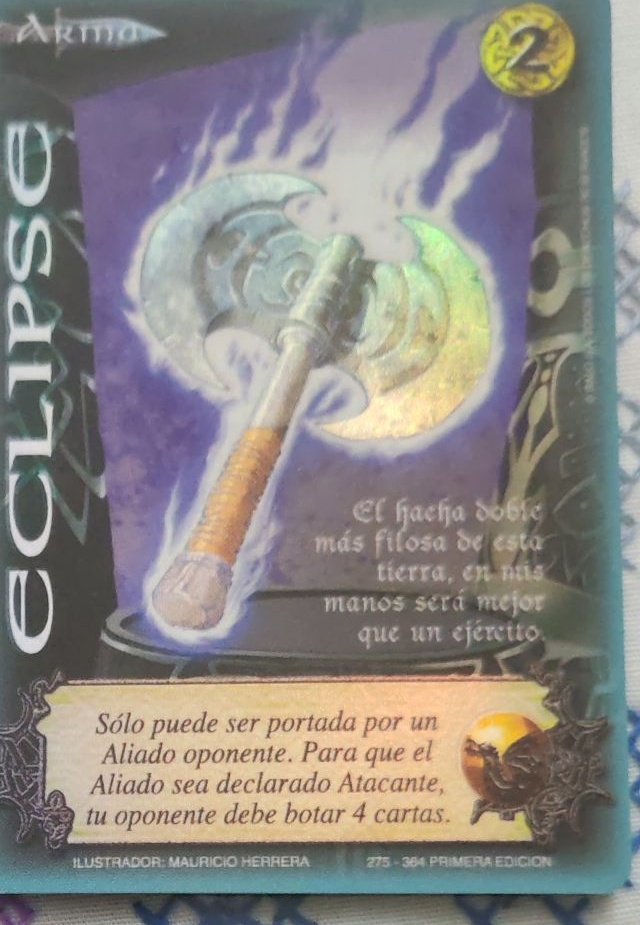 Arma
2
ECLIPSE
El hacha doble
más filosa de esta
tierra, en mis
manos será mejor
que un ejército.
Sólo puede ser portada por un
Aliado oponente. Para que el
Aliado sea declarado Atacante,
tu oponente debe botar 4 cartas.
ILUSTRADOR: MAURICIO HERRERA
275 - 364 PRIMERA EDICION